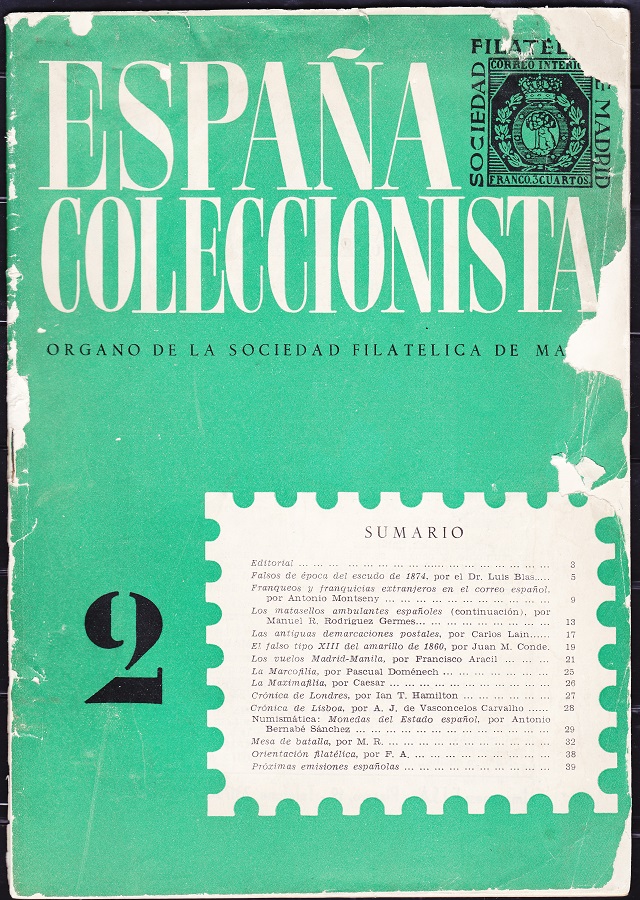 ESPAÑA
COLECCIONISTA
SOCIEDAD
FILATÉL
MADRID
CORREO INTERIO
FRANCO.3CUARTOS.
ORGANO DE LA SOCIEDAD FILATELICA DE MA
SUMARIO
Editorial ... 3
Falsos de época del escudo de 1874, por el Dr. Luis Blas..... 5
Franqueos y franquicias extranjeros en el correo español,
por Antonio Montseny ... 9
Los matasellos ambulantes españoles (continuación), por
Manuel R. Rodríguez Germes... 13
Las antiguas demarcaciones postales, por Carlos Lain...... 17
El falso tipo XIII del amarillo de 1860, por Juan M. Conde. 19
Los vuelos Madrid-Manila, por Francisco Aracil ... 21
La Marcofilia, por Pascual Doménech ... 25
La Maximafilia, por Caesar ... 26
Crónica de Londres, por Ian T. Hamilton ... 27
Crónica de Lisboa, por A. J. de Vasconcelos Carvalho ...... 28
Numismática: Monedas del Estado español, por Antonio
Bernabé Sánchez ... 29
Mesa de batalla, por M. R. ... 32
Orientación filatélica, por F. A. ... 38
Próximas emisiones españolas ... 39
2